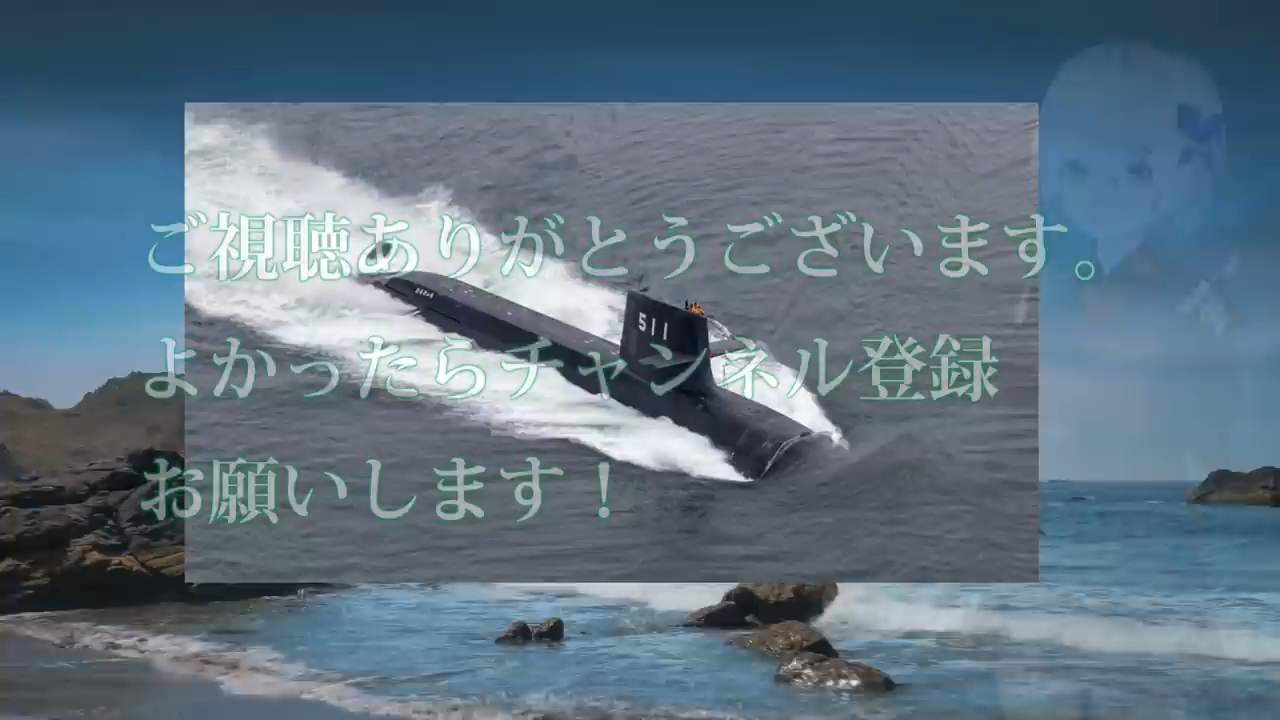 ご視聴ありがとうございます。
よかったらチャンネル登録
お願いします！
511